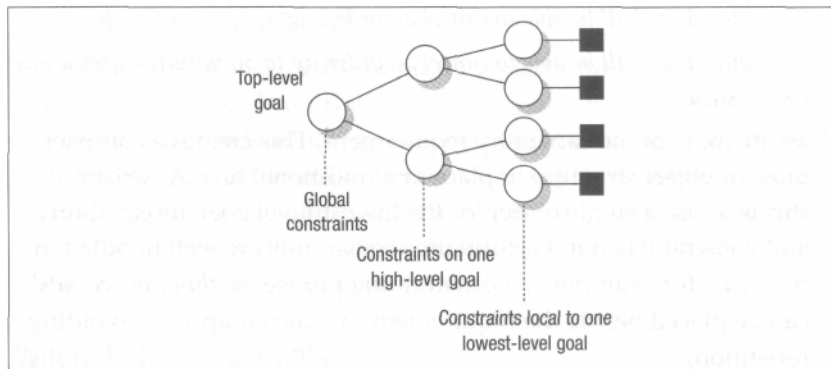 Top-level
goal
Global
constraints
Constraints on one
high-level goal
Constraints local to one
lowest-level goal